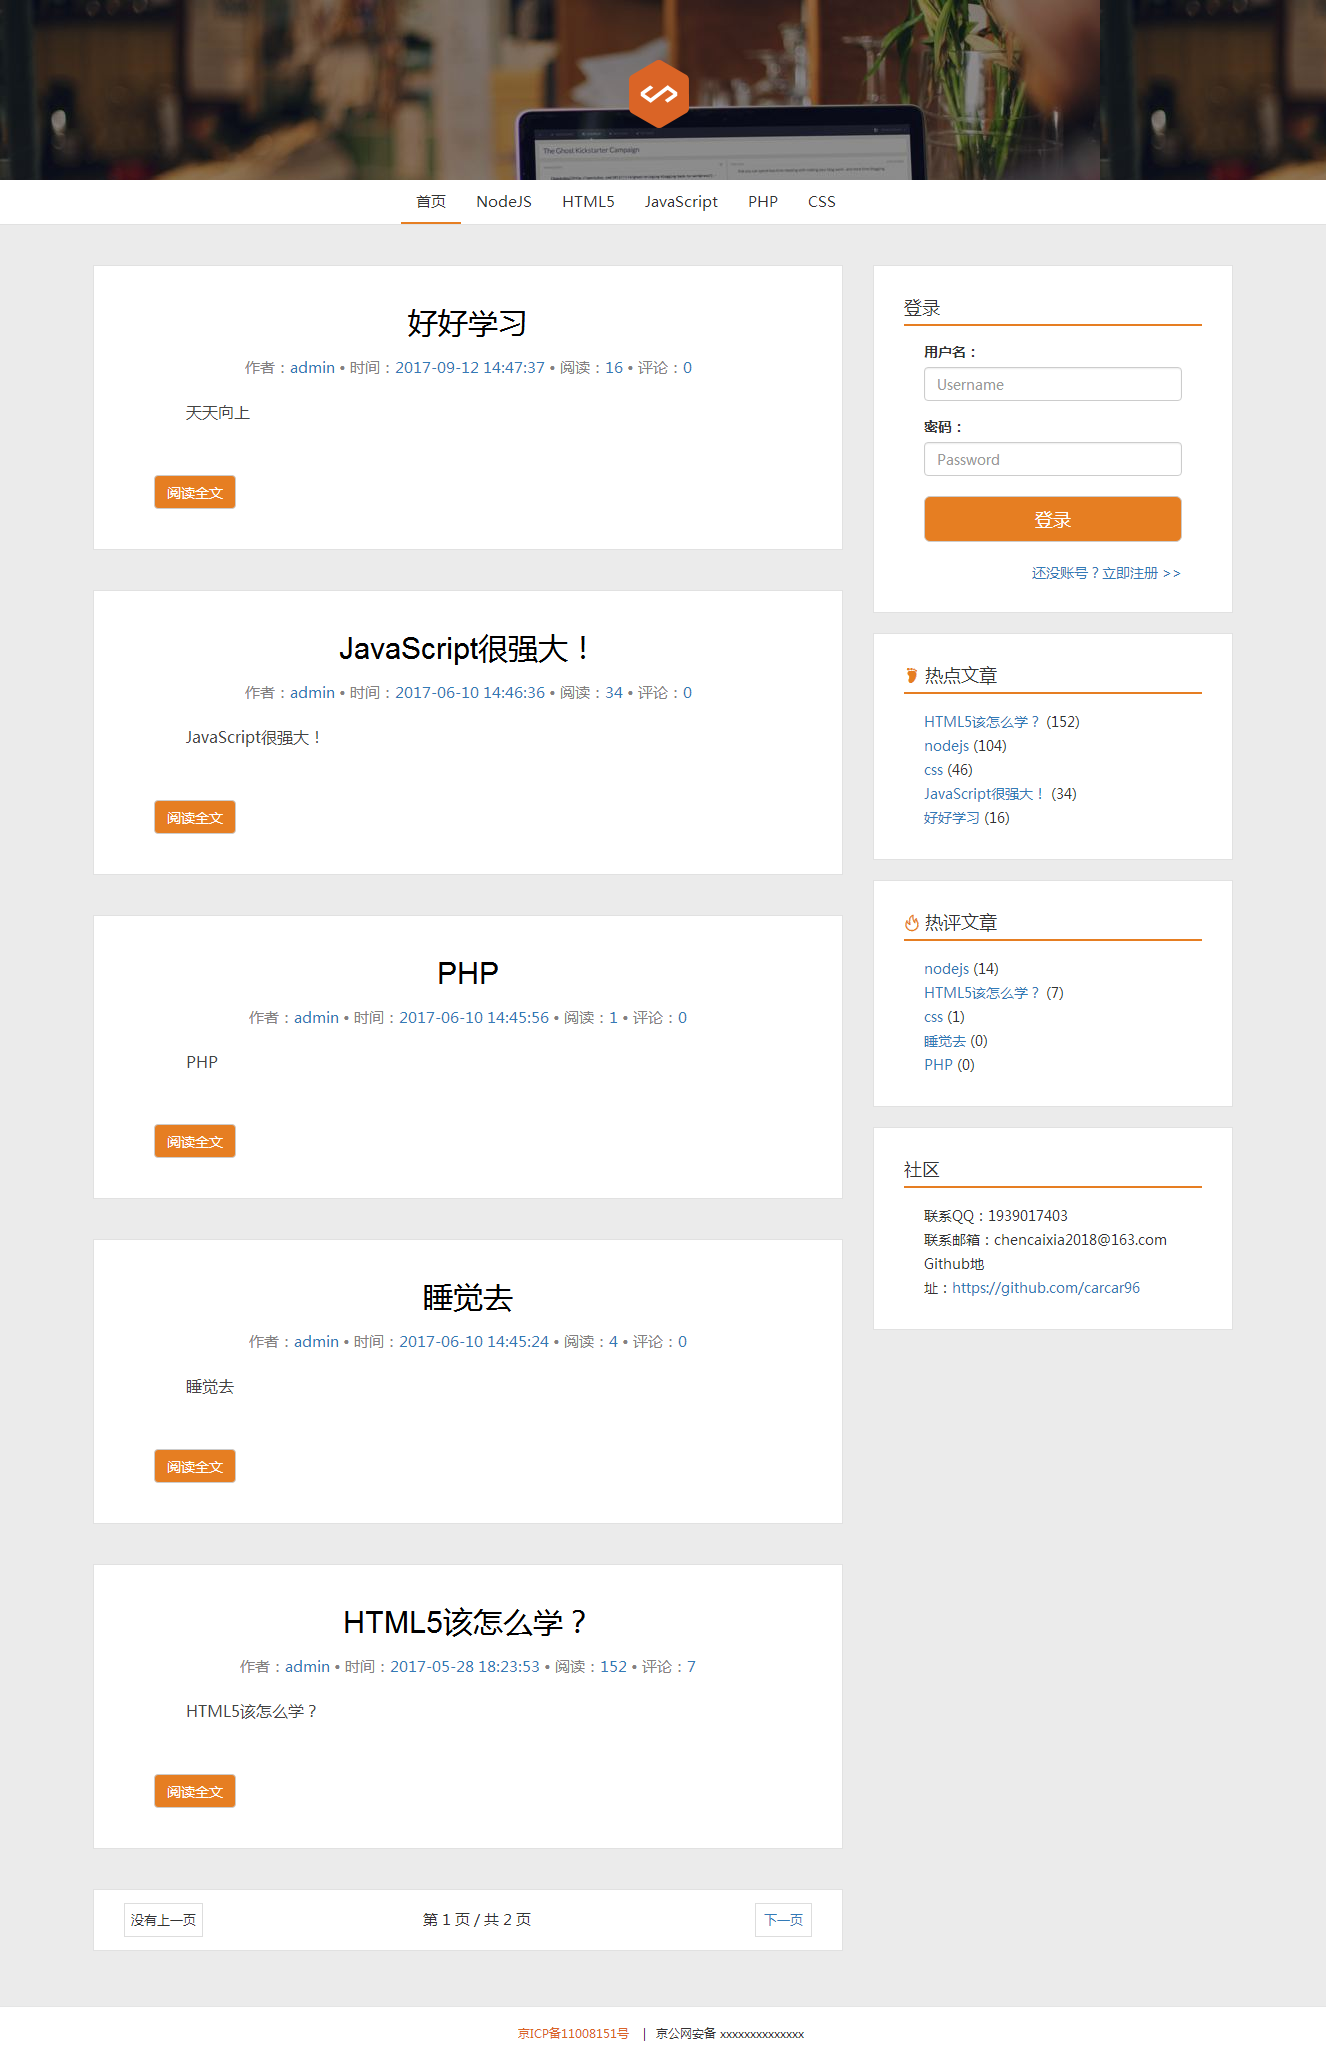 The Ghost Kickstarter Campaign
首页 NodeJS HTML5 JavaScript PHP CSS
好好学习
作者：admin • 时间：2017-09-12 14:47:37 • 阅读：16 • 评论：0
天天向上
阅读全文
JavaScript很强大！
作者：admin • 时间：2017-06-10 14:46:36 • 阅读：34 • 评论：0
JavaScript很强大！
阅读全文
PHP
作者：admin • 时间：2017-06-10 14:45:56 • 阅读：1 • 评论：0
PHP
阅读全文
睡觉去
作者：admin • 时间：2017-06-10 14:45:24 • 阅读：4 • 评论：0
睡觉去
阅读全文
HTML5该怎么学？
作者：admin • 时间：2017-05-28 18:23:53 • 阅读：152 • 评论：7
HTML5该怎么学？
阅读全文
没有上一页 第 1 页 / 共 2 页 下一页
登录
用户名：
Username
密码：
Password
登录
还没账号？立即注册 >>
热点文章
HTML5该怎么学？ (152)
nodejs (104)
css (46)
JavaScript很强大！ (34)
好好学习 (16)
热评文章
nodejs (14)
HTML5该怎么学？ (7)
css (1)
睡觉去 (0)
PHP (0)
社区
联系QQ：1939017403
联系邮箱：chencaixia2018@163.com
Github地
址：https://github.com/carcar96
京ICP备11008151号 | 京公网安备 xxxxxxxxxxxxxx